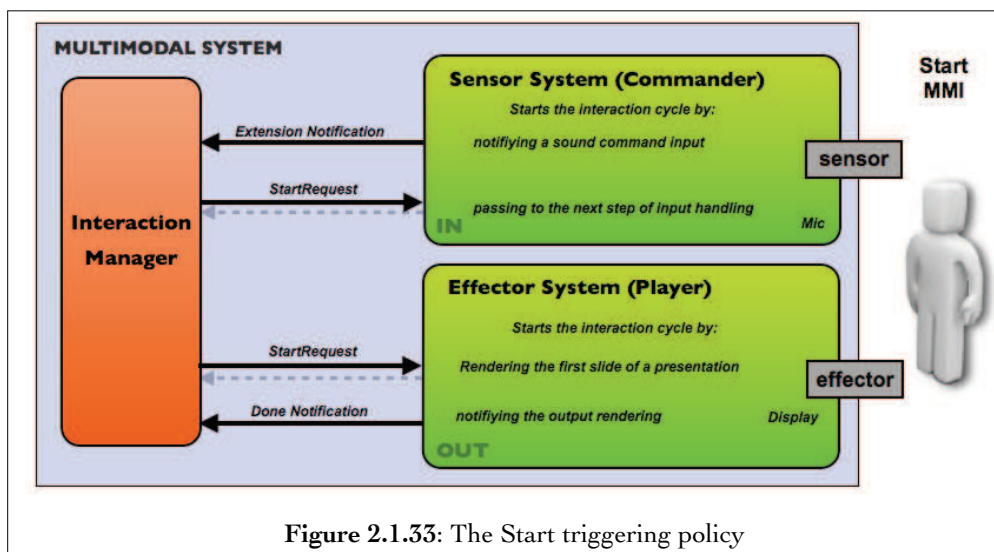 MULTIMODAL SYSTEM
Sensor System (Commander)
Starts the interaction cycle by:
Extension Notification
notifiying a sound command input
StartRequest
passing to the next step of input handling
IN
Mic
sensor
Start
MMI
Interaction
Manager
Effector System (Player)
Starts the interaction cycle by:
StartRequest
Rendering the first slide of a presentation
Done Notification
notifiying the output rendering
OUT
Display
effector
Figure 2.1.33: The Start triggering policy